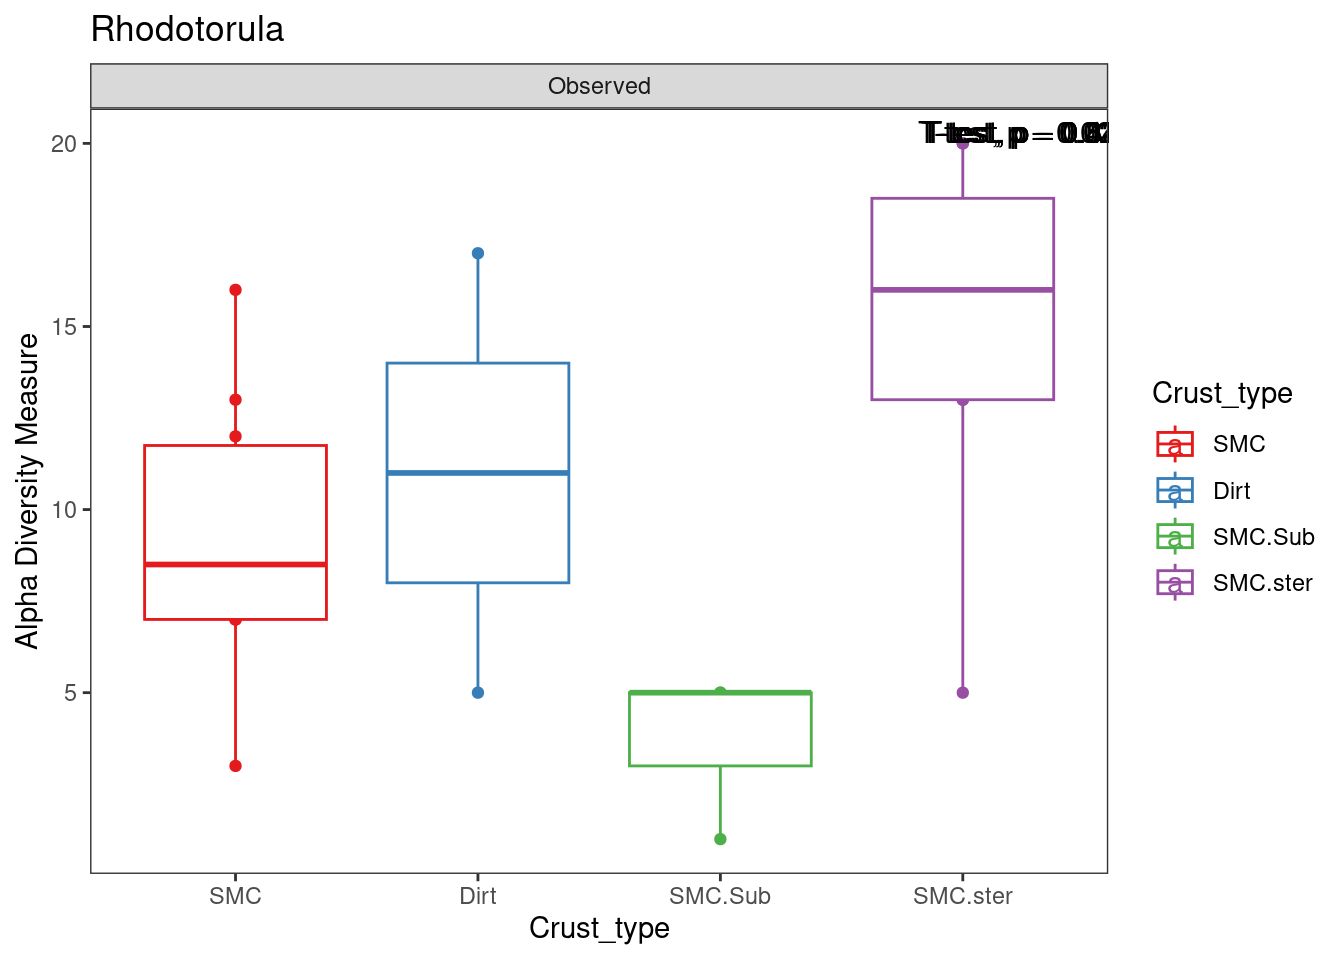 Rhodotorula
Observed
T-test, p =
20
15
10
5
Alpha Diversity Measure
SMC
Dirt
SMC.Sub
SMC.ster
Crust_type
Crust_type
a SMC
a Dirt
a SMC.Sub
a SMC.ster